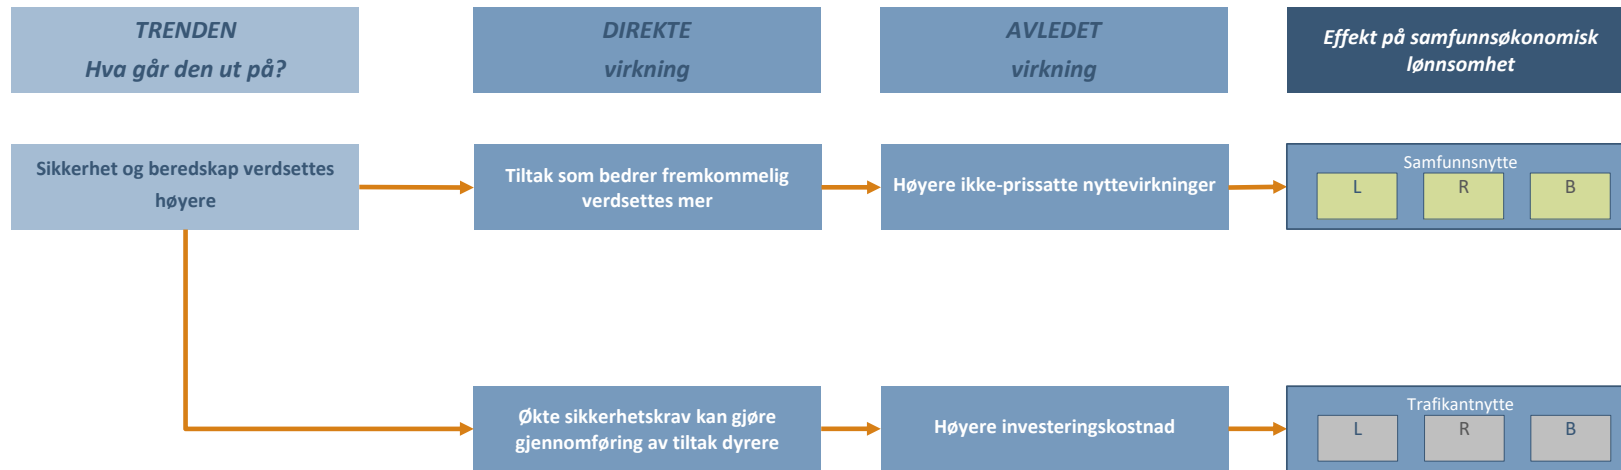 TRENDEN
Hva går den ut på?
DIREKTE
virkning
AVLEDET
virkning
Effekt på samfunnsøkonomisk
lønnsomhet
Sikkerhet og beredskap verdsettes
høyere
Tiltak som bedrer fremkommelig
verdsettes mer
Høyere ikke-prissatte nyttevirkninger
Samfunnsnytte
L R B
Økte sikkerhetskrav kan gjøre
gjennomføring av tiltak dyrere
Høyere investeringskostnad
Trafikantnytte
L R B